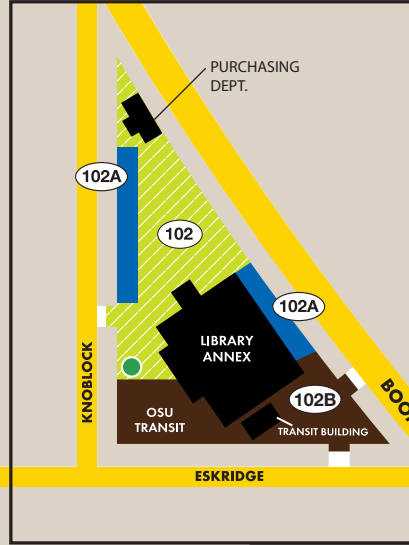 PURCHASING
DEPT.
102A
102
102A
LIBRARY
ANNEX
KNOBLOCK
102B
OSU
TRANSIT
TRANSIT BUILDING
ESKRIDGE